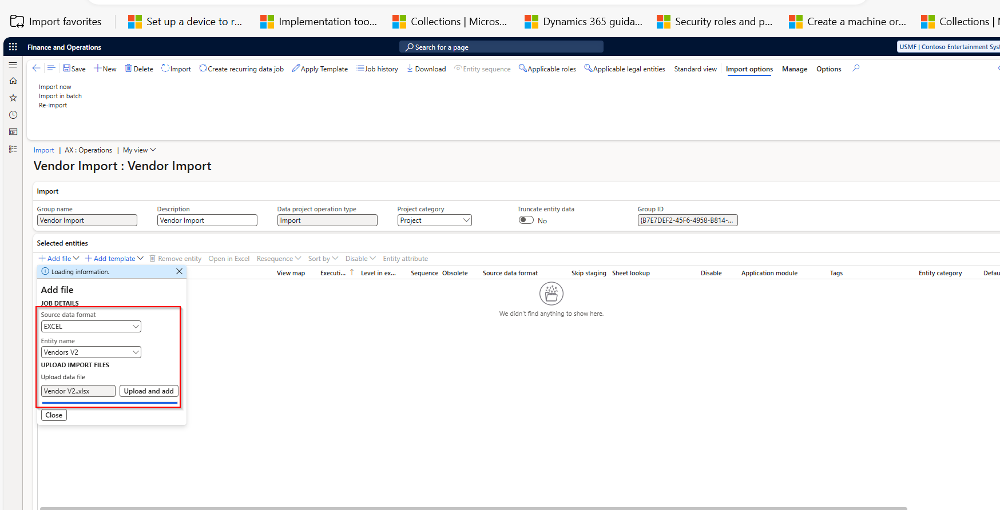 Import favorites
Set up a device to r...
Implementation too...
Collections | Micros...
Dynamics 365 guida...
Security roles and p...
Create a machine or...
Collections |
Finance and Operations
Search for a page
USMF | Contoso Entertainment Syst
Save
New
Delete
Import
Create recurring data job
Apply Template
Job history
Download
Entity sequence
Applicable roles
Applicable legal entities
Standard view
Import options
Manage
Options
Import now
Import in batch
Re-import
Import | AX : Operations | My view
Vendor Import : Vendor Import
Import
Group name
Description
Data project operation type
Project category
Truncate entity data
Group ID
Vendor Import
Vendor Import
Import
Project
No
{B7E7DEF2-45F6-4958-B814-...
Selected entities
Add file
Add template
Remove entity
Open in Excel
Resequence
Sort by
Disable
Entity attribute
Loading information.
View map
Executi...
Level in ex...
Sequence
Obsolete
Source data format
Skip staging
Sheet lookup
Disable
Application module
Tags
Entity category
Defau
Add file
JOB DETAILS
Source data format
EXCEL
Entity name
Vendors V2
UPLOAD IMPORT FILES
Upload data file
Vendor V2..xlsx
Upload and add
Close
We didn't find anything to show here.